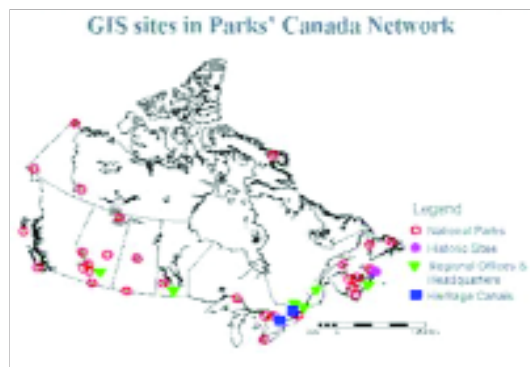 GIS sites in Parks' Canada Network
Legend
National Parks
Historic Sites
Regional Offices &
Headquarters
Heritage Canals